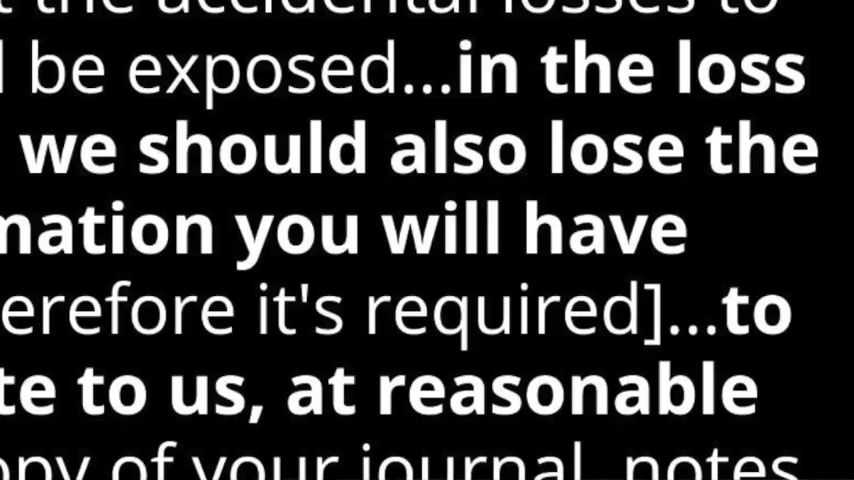 the accidental losses to
be exposed...in the loss
we should also lose the
mation you will have
erefore it's required]...to
te to us, at reasonable
opy of your journal, notes